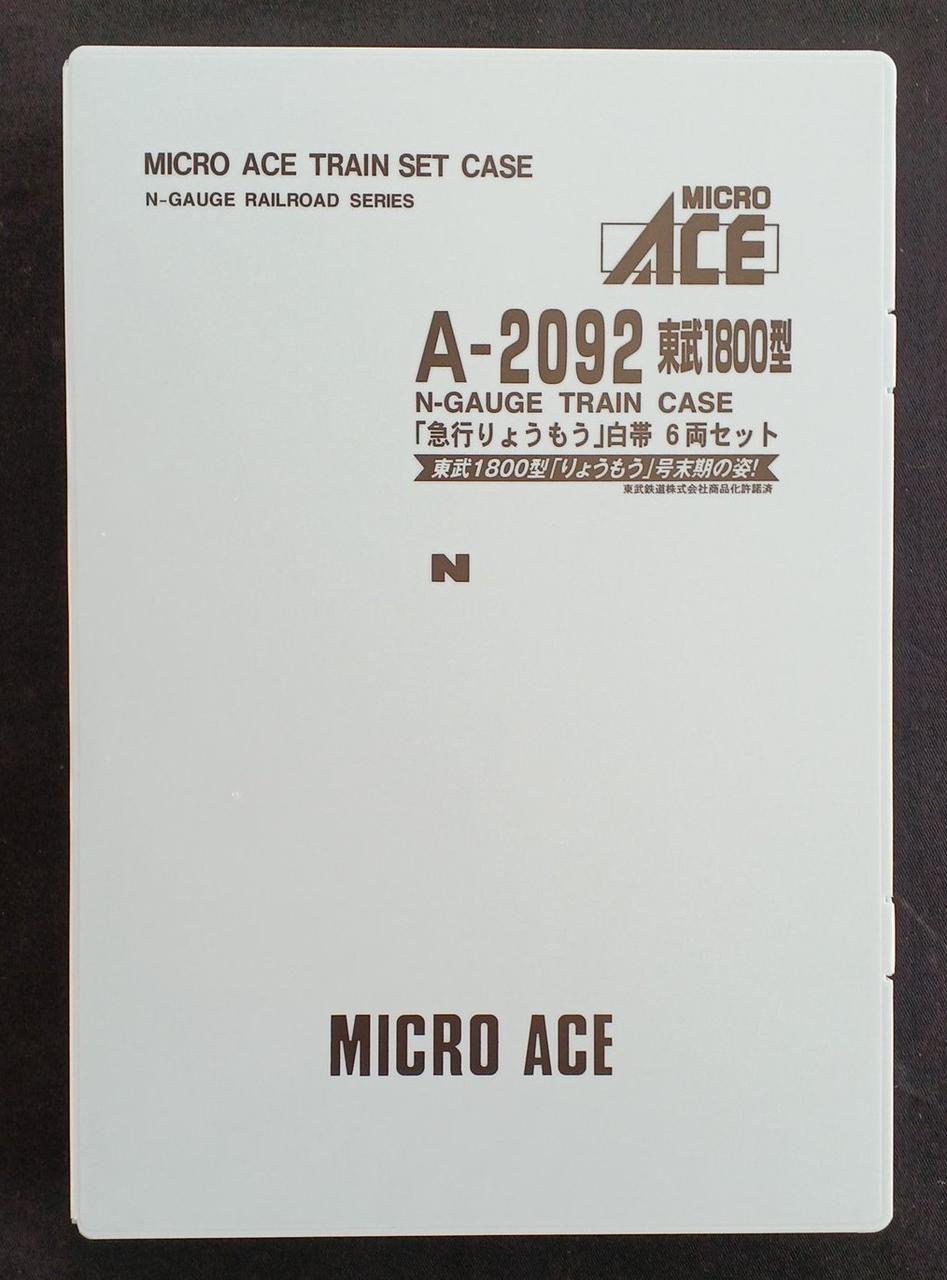 MICRO ACE TRAIN SET CASE
N-GAUGE RAILROAD SERIES
MICRO
ACE
A-2092 東武1800型
N-GAUGE TRAIN CASE
「急行りょうもう」白帯 6両セット
東武1800型「りょうもう」号末期の姿!
東武鉄道株式会社商品化許諾済
N
MICRO ACE